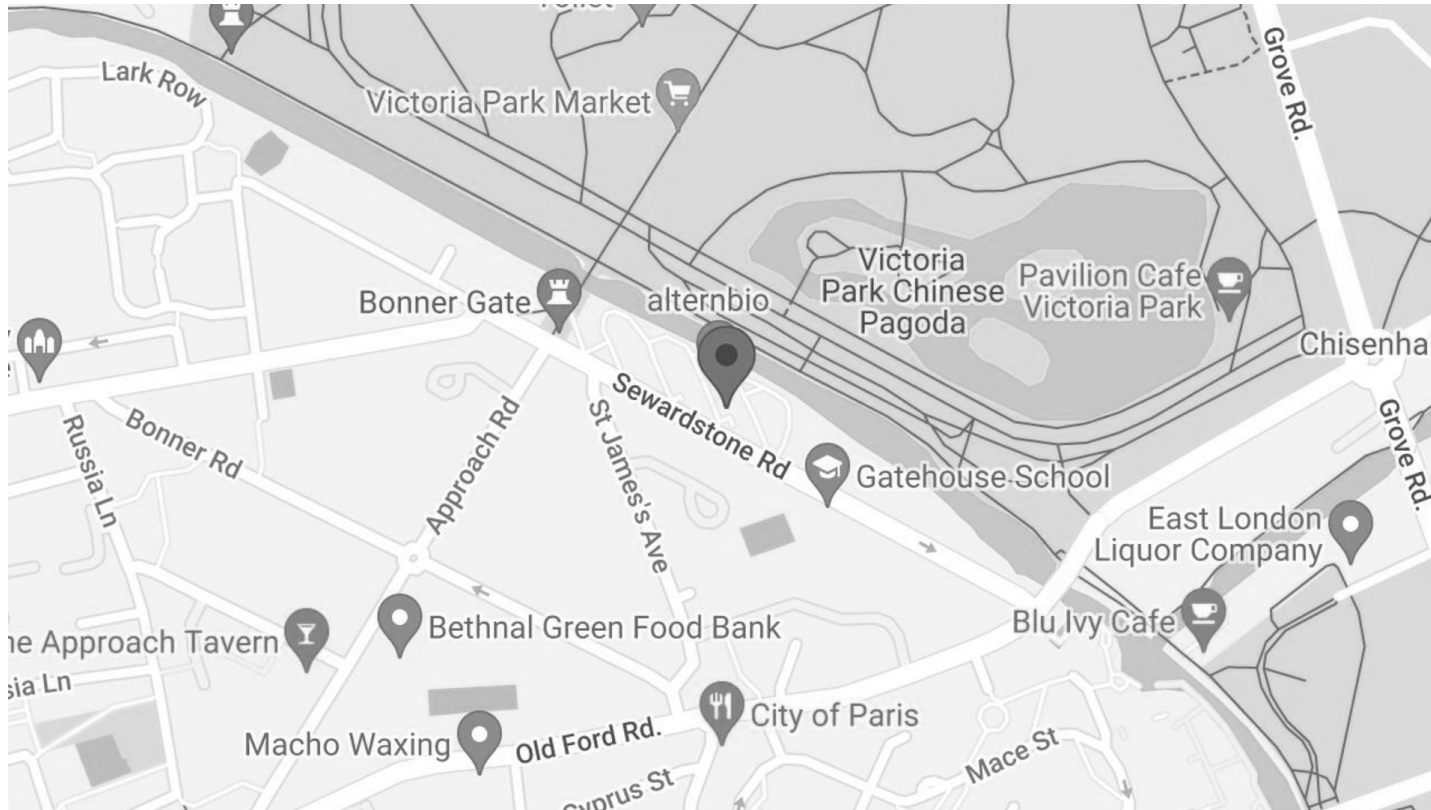 Toilet
Lark Row
Victoria Park Market
Grove Rd.
Bonner Gate
alternbio
Victoria
Park Chinese
Pagoda
Pavilion Cafe
Victoria Park
Chisenha
Sewardstone Rd
Russia Ln
Bonner Rd
Approach Rd
St James's Ave
Grove Rd.
Gatehouse School
East London
Liquor Company
Blu Ivy Cafe
he Approach Tavern
Bethnal Green Food Bank
sia Ln
City of Paris
Macho Waxing
Old Ford Rd.
Mace St
Cyprus St